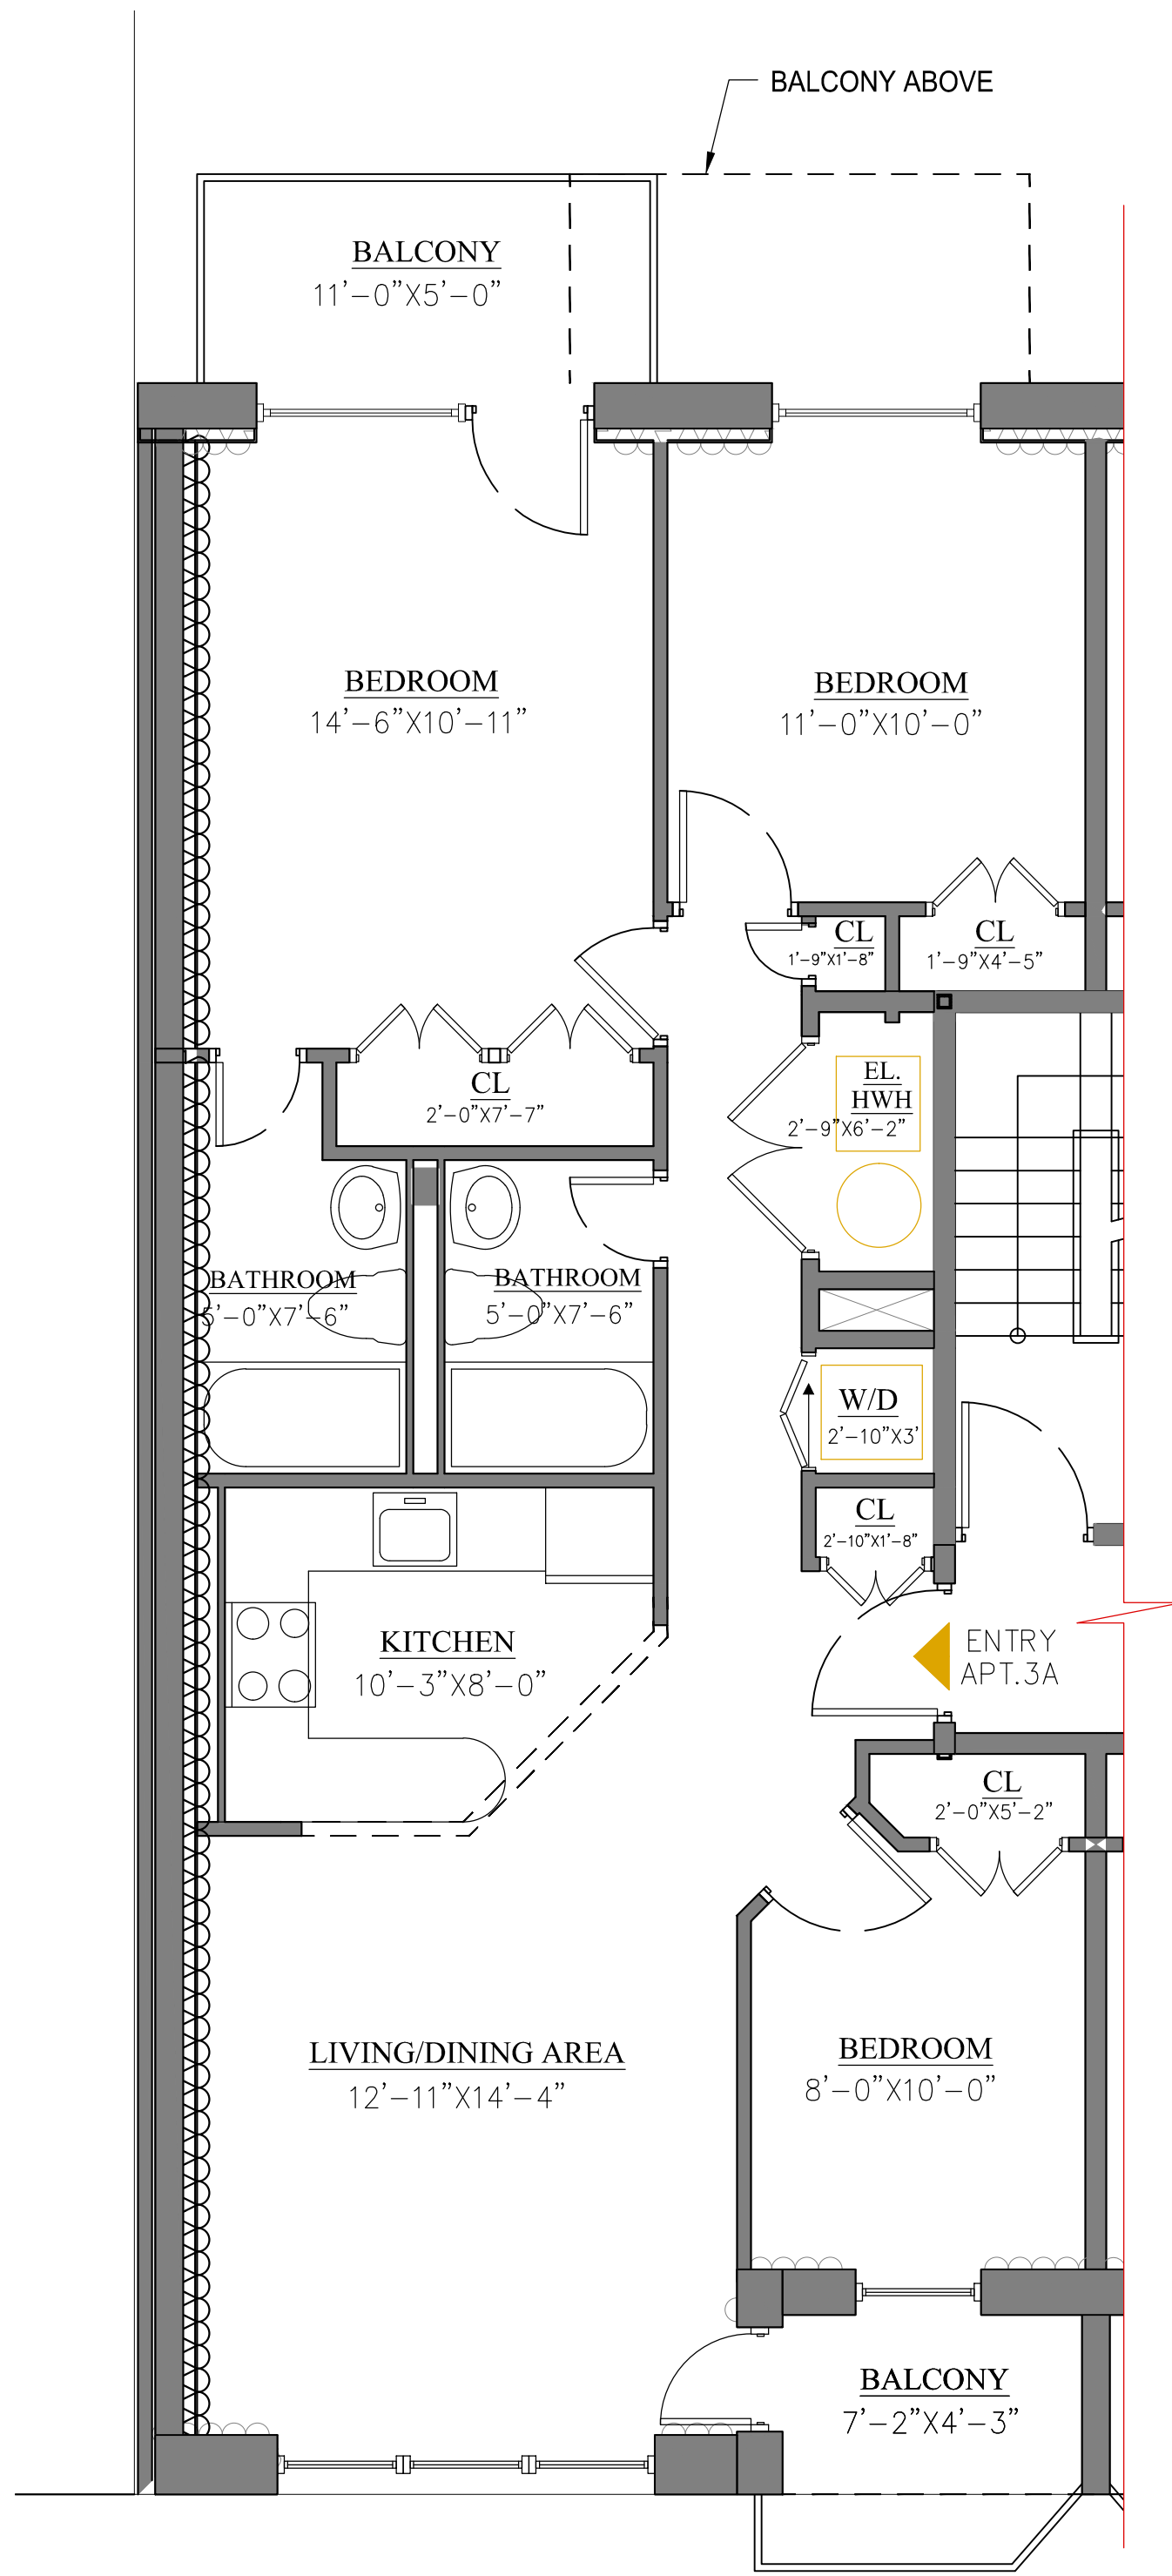 BALCONY ABOVE
BALCONY
11'-0"X5'-0"
BEDROOM
14'-6"X10'-11"
BEDROOM
11'-0"X10'-0"
CL
1'-9"X1'-8"
CL
1'-9"X4'-5"
CL
2'-0"X7'-7"
EL.
HWH
2'-9"X6'-2"
BATHROOM
5'-0"X7'-6"
BATHROOM
5'-0"X7'-6"
W/D
2'-10"X3'
CL
2'-10"X1'-8"
KITCHEN
10'-3"X8'-0"
ENTRY
APT.3A
CL
2'-0"X5'-2"
LIVING/DINING AREA
12'-11"X14'-4"
BEDROOM
8'-0"X10'-0"
BALCONY
7'-2"X4'-3"